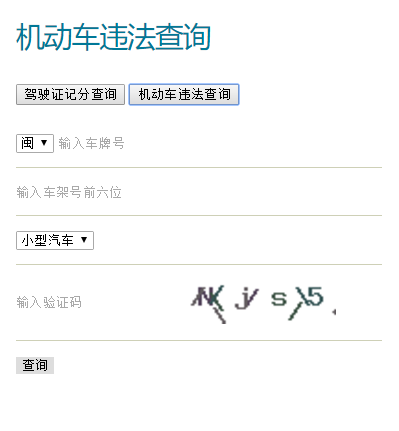 机动车违法查询
驾驶证记分查询 机动车违法查询
闽 输入车牌号
输入车架号前六位
小型汽车
输入验证码
查询